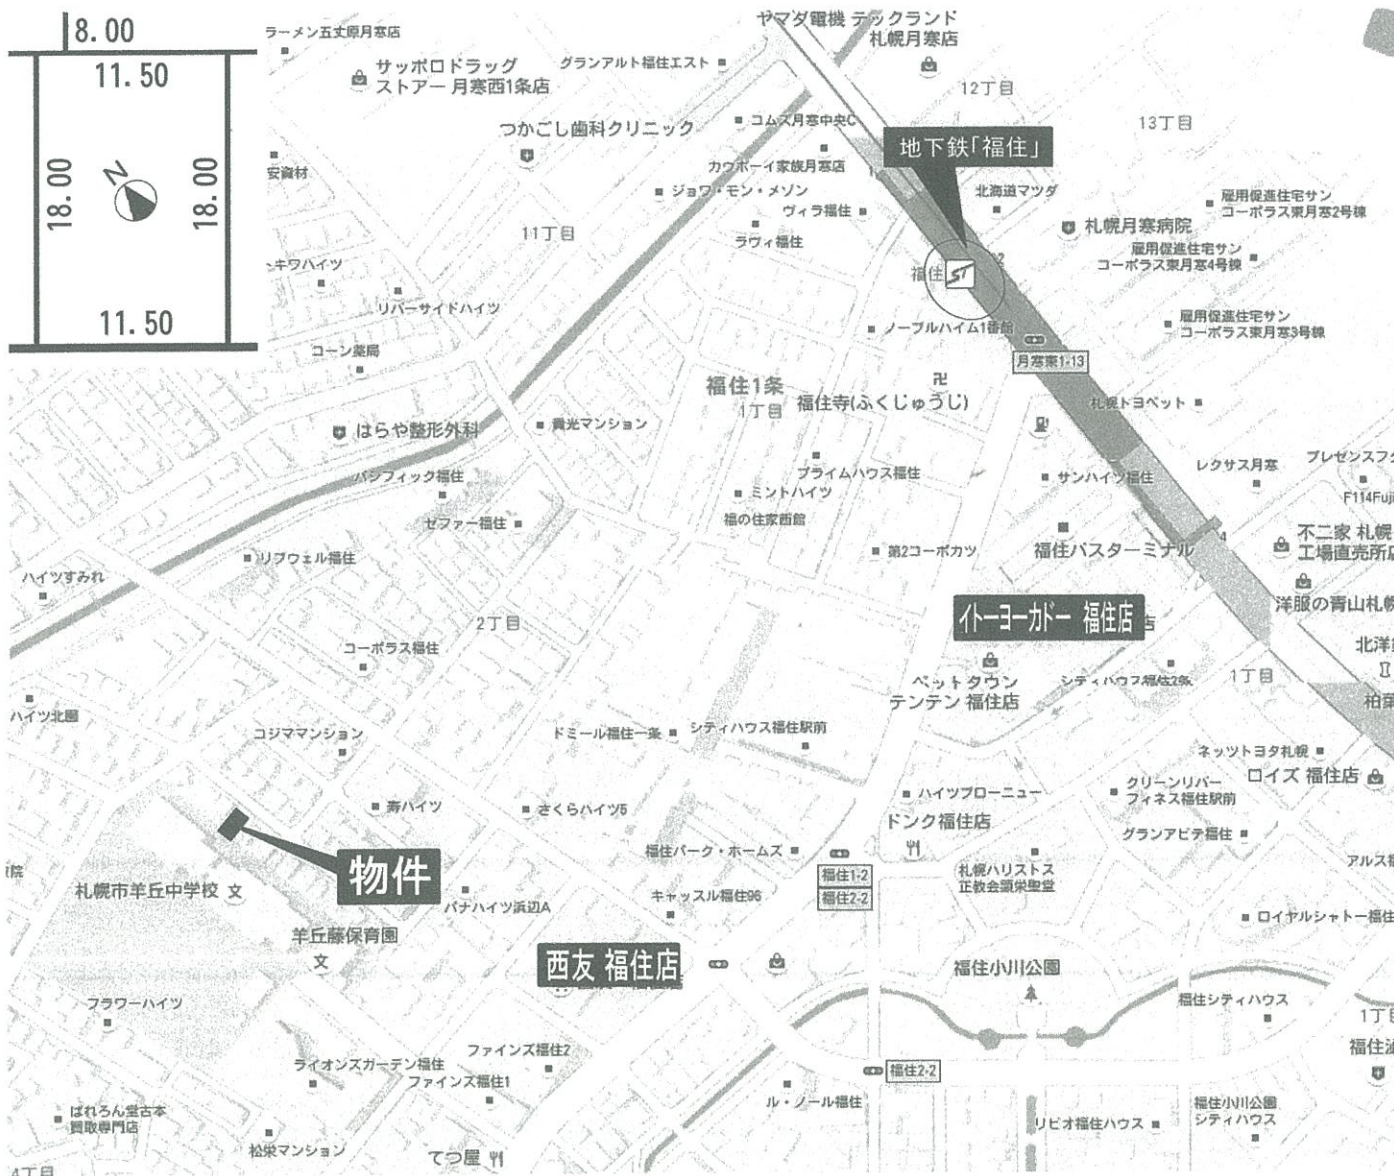 8.00
11.50
18.00
N
18.00
11.50
ラーメン五丈原月寒店
サッポロドラッグ
ストアー 月寒西1条店
グランアルト福住エスト
ヤマダ電機 テックランド
札幌月寒店
12丁目
13丁目
つかごし歯科クリニック
コムズ月寒中央C
地下鉄「福住」
安資材
カウボーイ家族月寒店
ジョワ・モン・メゾン
ヴィラ福住
北海道マツダ
雇用促進住宅サン
コーポラス東月寒2号棟
札幌月寒病院
11丁目
ラヴィ福住
雇用促進住宅サン
コーポラス東月寒4号棟
キワハイツ
福住
ST
2
リバーサイドハイツ
ノーブルハイム1番館
雇用促進住宅サン
コーポラス東月寒3号棟
コーン薬局
月寒東1-13
福住1条
1丁目
福住寺(ふくじゅうじ)
札幌トヨペット
はらや整形外科
貴光マンション
パシフィック福住
プライムハウス福住
サンハイツ福住
レクサス月寒
プレゼンスフ
F114Fuji
ミントハイツ
ゼファー福住
福の住家西館
リブウェル福住
第2コーポカツ
福住バスターミナル
4
不二家 札幌
工場直売所店
ハイツすみれ
洋服の青山札幌
イトーヨーカドー 福住店
店
2丁目
コーポラス福住
ペットタウン
テンテン 福住店
シティハウス福住2条
1丁目
北洋
柏葉
ハイツ北園
コジママンション
ドミール福住一条
シティハウス福住駅前
ネッツトヨタ札幌
ロイズ 福住店
寿ハイツ
さくらハイツ5
ハイツブローニュ
クリーンリバー
フィネス福住駅前
ドンク福住店
グランアビテ福住
物件
福住パーク・ホームズ
福住1-2
福住2-2
札幌ハリストス
正教会顕栄聖堂
アルス福
院
札幌市羊丘中学校
文
パナハイツ浜辺A
キャッスル福住96
ロイヤルシャトー福住
羊丘藤保育園
文
西友 福住店
福住小川公園
フラワーハイツ
福住シティハウス
1丁目
福住
ライオンズガーデン福住
ファインズ福住2
ファインズ福住1
福住2-2
ル・ノール福住
ぱれろん堂古本
買取専門店
福住小川公園
シティハウス
リビオ福住ハウス
松栄マンション
てつ屋
4丁目